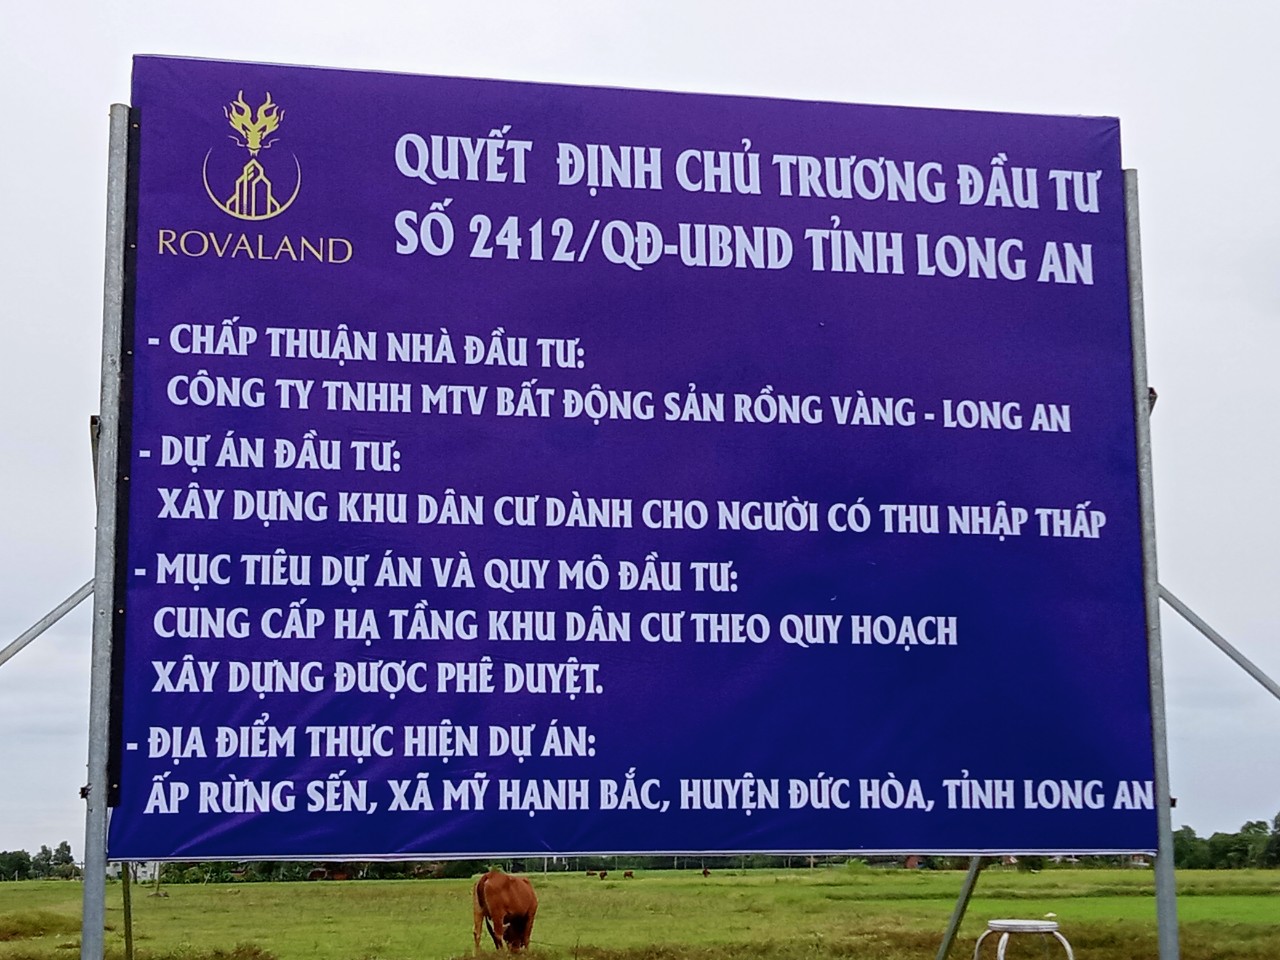 ROVALAND
QUYẾT ĐỊNH CHỦ TRƯƠNG ĐẦU TƯ
SỐ 2412/QĐ-UBND TỈNH LONG AN
- CHẤP THUẬN NHÀ ĐẦU TƯ:
CÔNG TY TNHH MTV BẤT ĐỘNG SẢN RỒNG VÀNG - LONG AN
- DỰ ÁN ĐẦU TƯ:
XÂY DỰNG KHU DÂN CƯ DÀNH CHO NGƯỜI CÓ THU NHẬP THẤP
- MỤC TIÊU DỰ ÁN VÀ QUY MÔ ĐẦU TƯ:
CUNG CẤP HẠ TẦNG KHU DÂN CƯ THEO QUY HOẠCH
XÂY DỰNG ĐƯỢC PHÊ DUYỆT.
- ĐỊA ĐIỂM THỰC HIỆN DỰ ÁN:
ẤP RỪNG SẾN, XÃ MỸ HẠNH BẮC, HUYỆN ĐỨC HÒA, TỈNH LONG AN